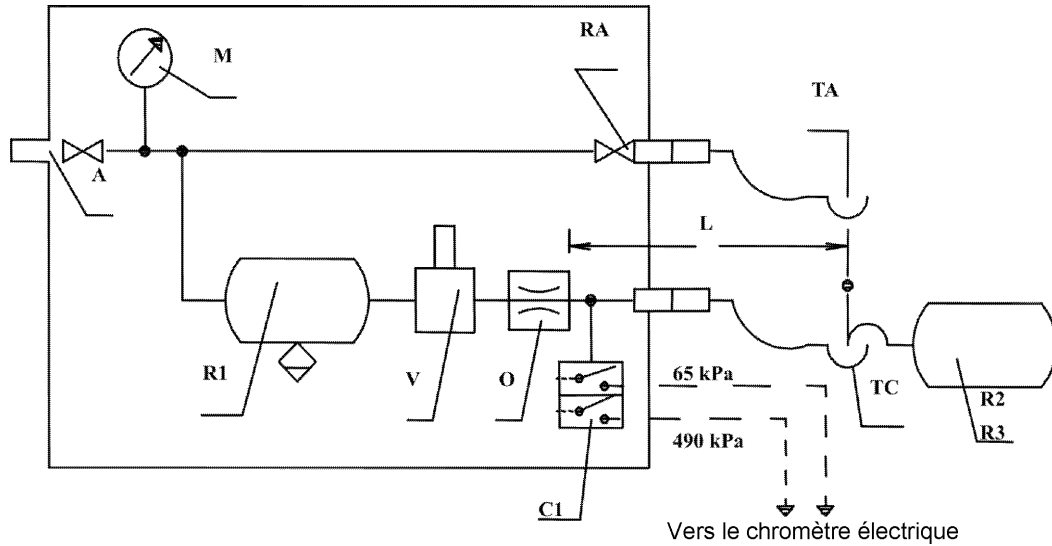 M
RA
TA
A
L
R1
V
O
65 kPa
TC
R2
R3
490 kPa
C1
Vers le chromètre électrique